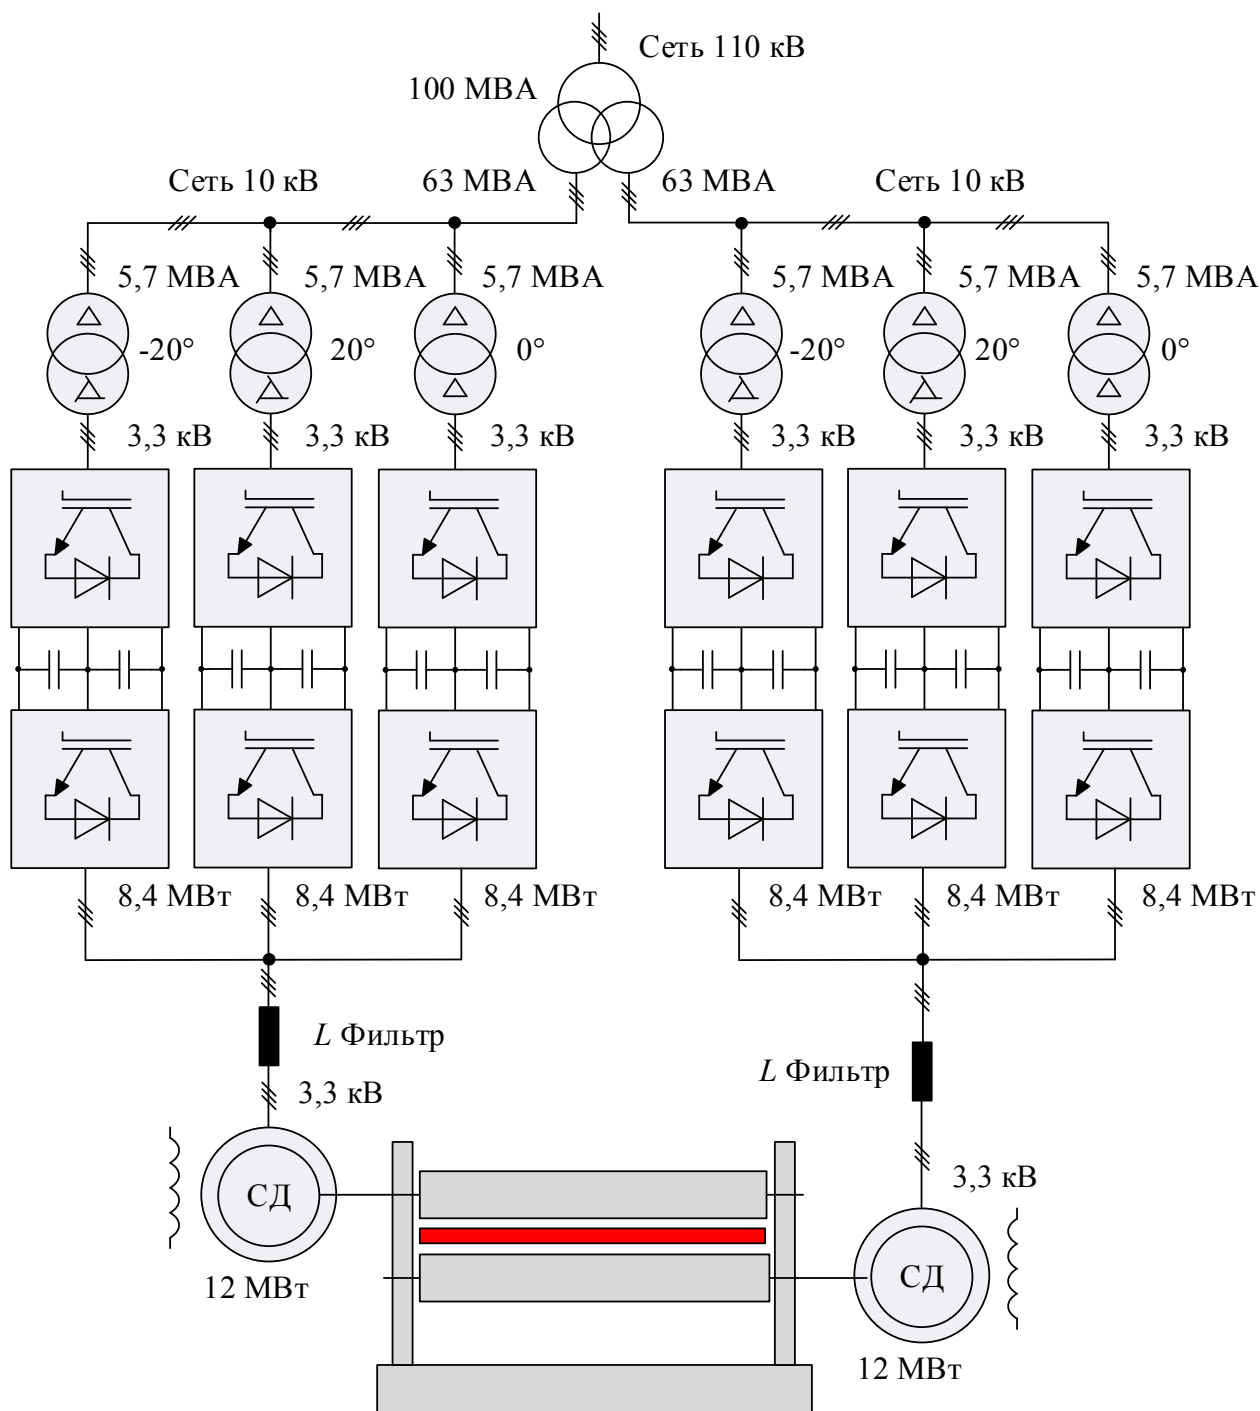 Сеть 110 кВ
100 МВА
Сеть 10 кВ 63 МВА 63 МВА Сеть 10 кВ
5,7 МВА 5,7 МВА 5,7 МВА 5,7 МВА 5,7 МВА 5,7 МВА
-20° 20° 0° -20° 20° 0°
3,3 кВ 3,3 кВ 3,3 кВ 3,3 кВ 3,3 кВ 3,3 кВ
8,4 МВт 8,4 МВт 8,4 МВт 8,4 МВт 8,4 МВт 8,4 МВт
L Фильтр
L Фильтр
3,3 кВ
3,3 кВ
СД
СД
12 МВт
12 МВт